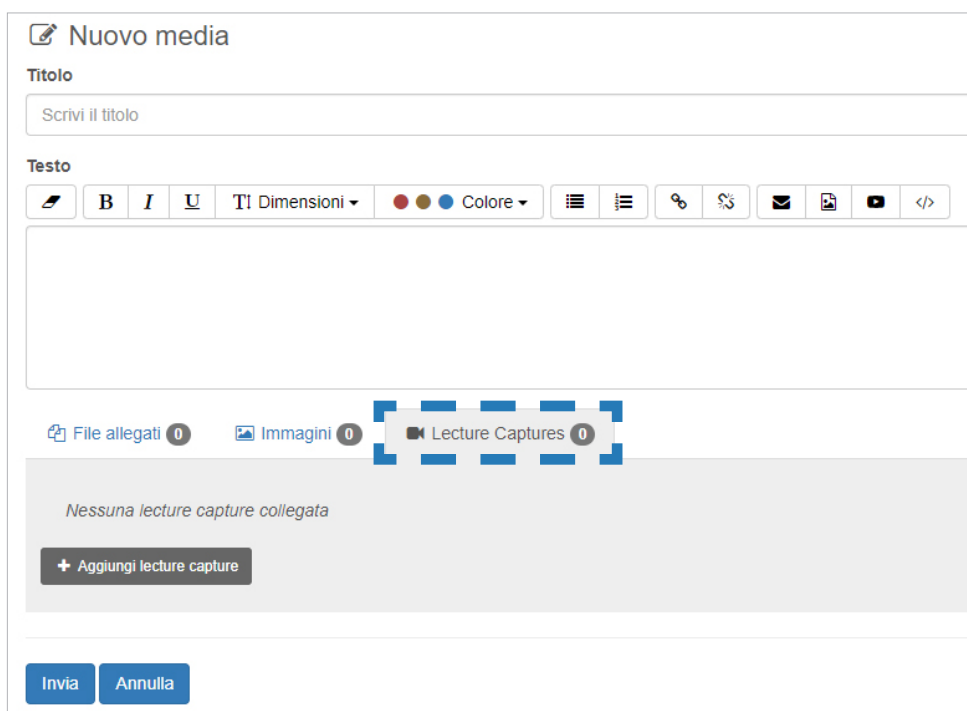 Nuovo media
Titolo
Scrivi il titolo
Testo
B I U T Dimensioni Colore </>
File allegati 0 Immagini 0 Lecture Captures 0
Nessuna lecture capture collegata
+ Aggiungi lecture capture
Invia Annulla